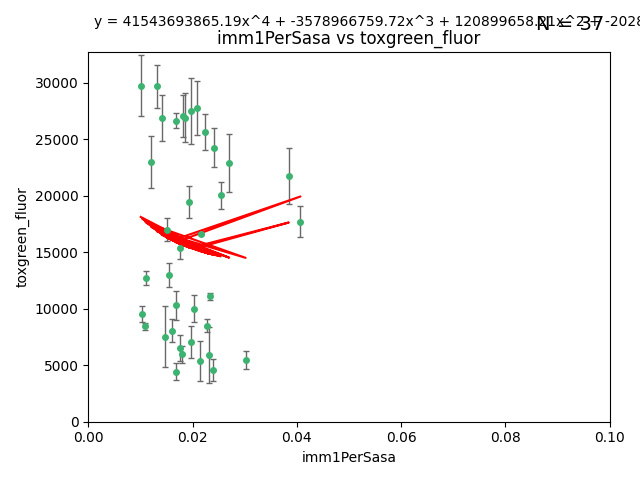 y = 41543693865.19x^4 + -3578966759.72x^3 + 120899658.
N = 37
imm1PerSasa vs toxgreen_fluor
30000
25000
20000
15000
10000
5000
0
toxgreen_fluor
0.00 0.02 0.04 0.06 0.08 0.10
imm1PerSasa